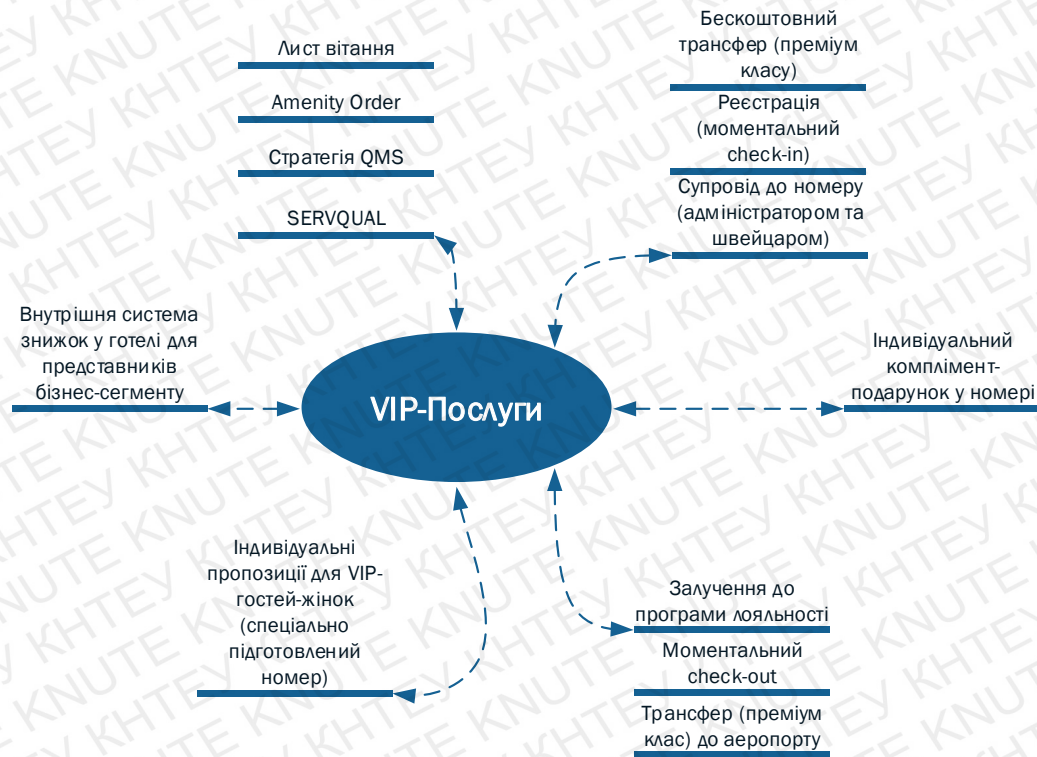 Лист вітання
Amenity Order
Стратегія QMS
SERVQUAL
Бескоштовний
трансфер (преміум
класу)
Реєстрація
(моментальний
check-in)
Супровід до номеру
(адміністратором та
швейцаром)
Внутрішня система
знижок у готелі для
представників
бізнес-сегменту
VIP-Послуги
Індивідуальний
комплімент-
подарунок у номері
Індивідуальні
пропозиції для VIP-
гостей-жінок
(спеціально
підготовлений
номер)
Залучення до
програми лояльності
Моментальний
check-out
Трансфер (преміум
клас) до аеропорту